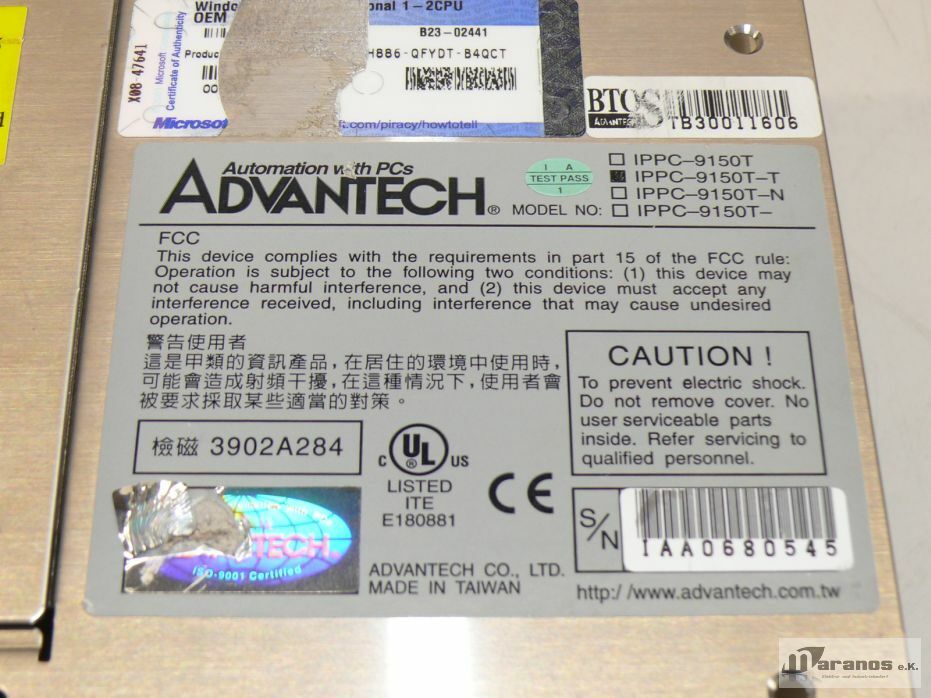 Windo onal 1-2CPU
OEM
B23-02441
Produc HBB6-QFYDT-B4QCT
00
X08-47641
Microsoft
Certificate of Authenticity
Microsof t.com/piracy/howtotell
BTOS
ADVANTEC
TB30011606
Automation with PCs
ADVANTECH®
1 A
TEST PASS
1
MODEL NO:
IPPC-9150T
IPPC-9150T-T
IPPC-9150T-N
IPPC-9150T-
FCC
This device complies with the requirements in part 15 of the FCC rule:
Operation is subject to the following two conditions: (1) this device may
not cause harmful interference, and (2) this device must accept any
interference received, including interference that may cause undesired
operation.
警告使用者
這是甲類的資訊產品，在居住的環境中使用時，
可能會造成射頻干擾，在這種情況下，使用者會
被要求採取某些適當的對策。
CAUTION !
To prevent electric shock.
Do not remove cover. No
user serviceable parts
inside. Refer servicing to
qualified personnel.
檢磁 3902A284
C UL US
LISTED
ITE
E180881
CE
S/N
IAA0680545
TECH
ISO-9001 Certified
ADVANTECH CO., LTD.
MADE IN TAIWAN
http://www.advantech.com.tw
maranos e.K.